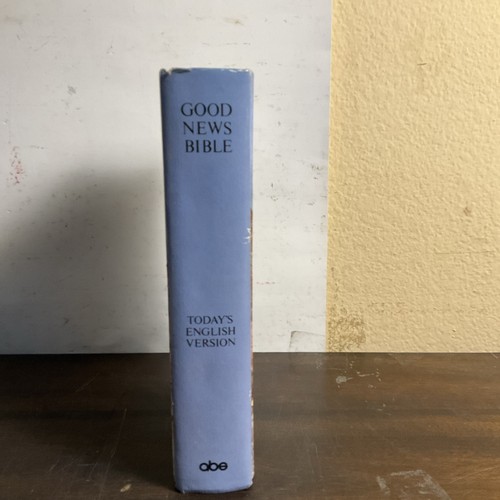 GOOD
NEWS
BIBLE
TODAY'S
ENGLISH
VERSION
abe